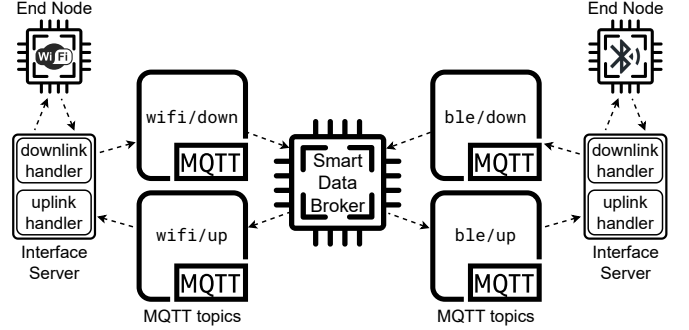 End Node
End Node
Wi Fi
wifi/down
MQTT
ble/down
MQTT
downlink
handler
uplink
handler
Interface
Server
Smart
Data
Broker
downlink
handler
uplink
handler
Interface
Server
wifi/up
MQTT
ble/up
MQTT
MQTT topics
MQTT topics